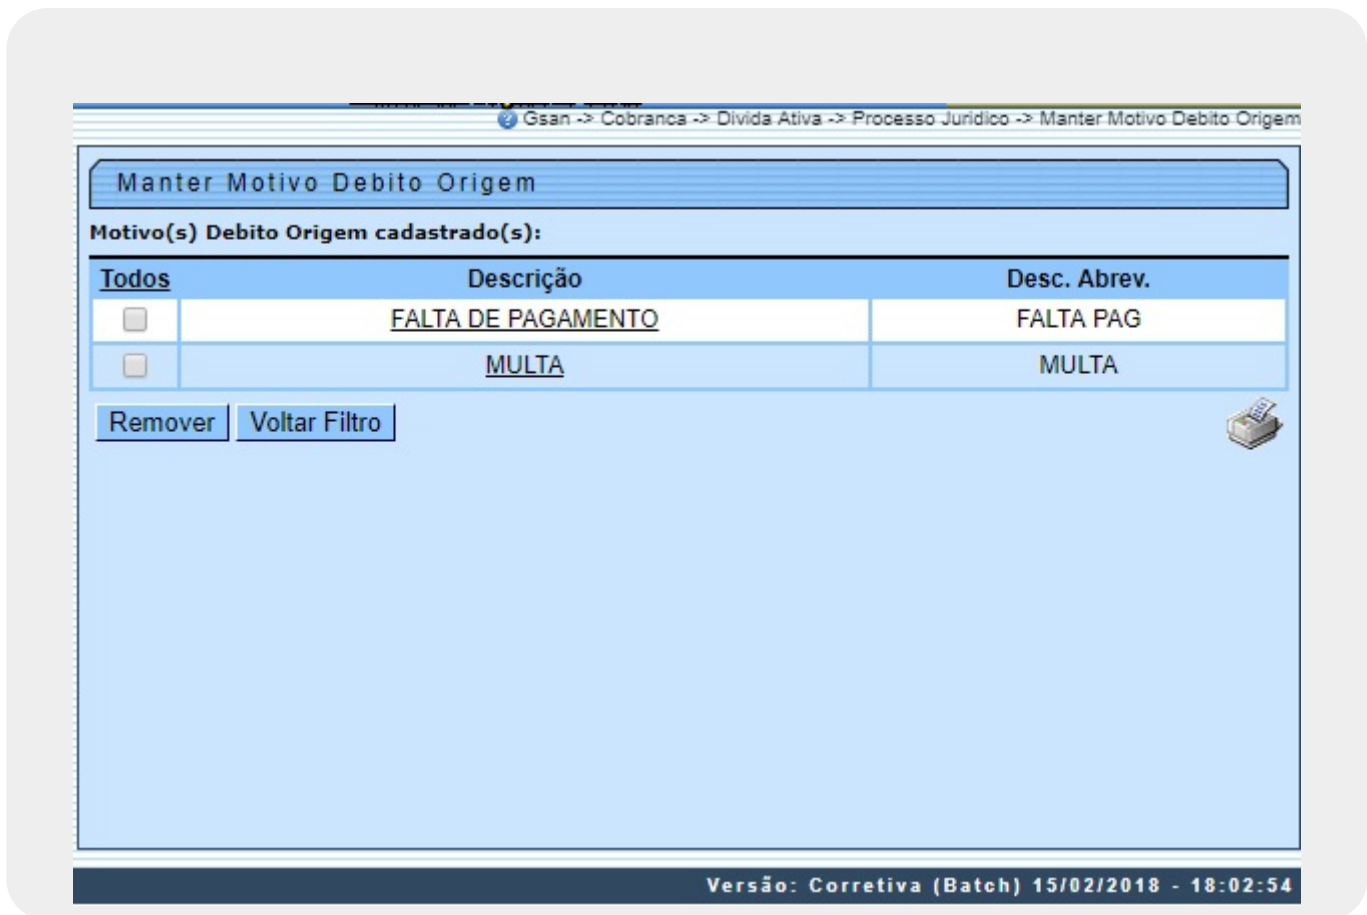 Gsan -> Cobranca -> Divida Ativa -> Processo Juridico -> Manter Motivo Debito Origem
Manter Motivo Debito Origem
Motivo(s) Debito Origem cadastrado(s):
Todos Descrição Desc. Abrev.
FALTA DE PAGAMENTO FALTA PAG
MULTA MULTA
Remover Voltar Filtro
Versão: Corretiva (Batch) 15/02/2018 - 18:02:54